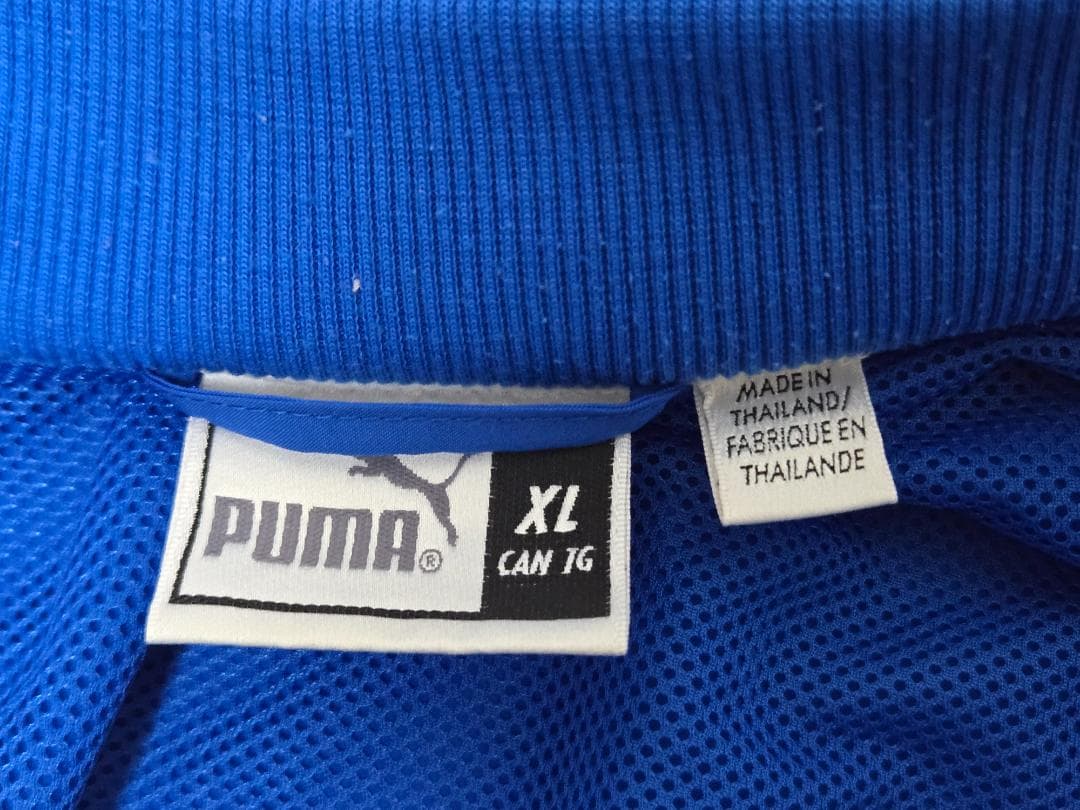 PUMA®
XL
CAN TG
MADE IN
THAILAND/
FABRIQUE EN
THAILANDE